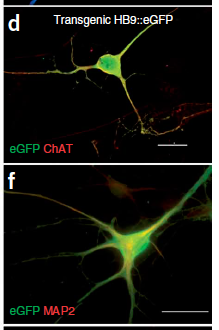 d
Transgenic HB9::eGFP
eGFP ChAT
f
eGFP MAP2